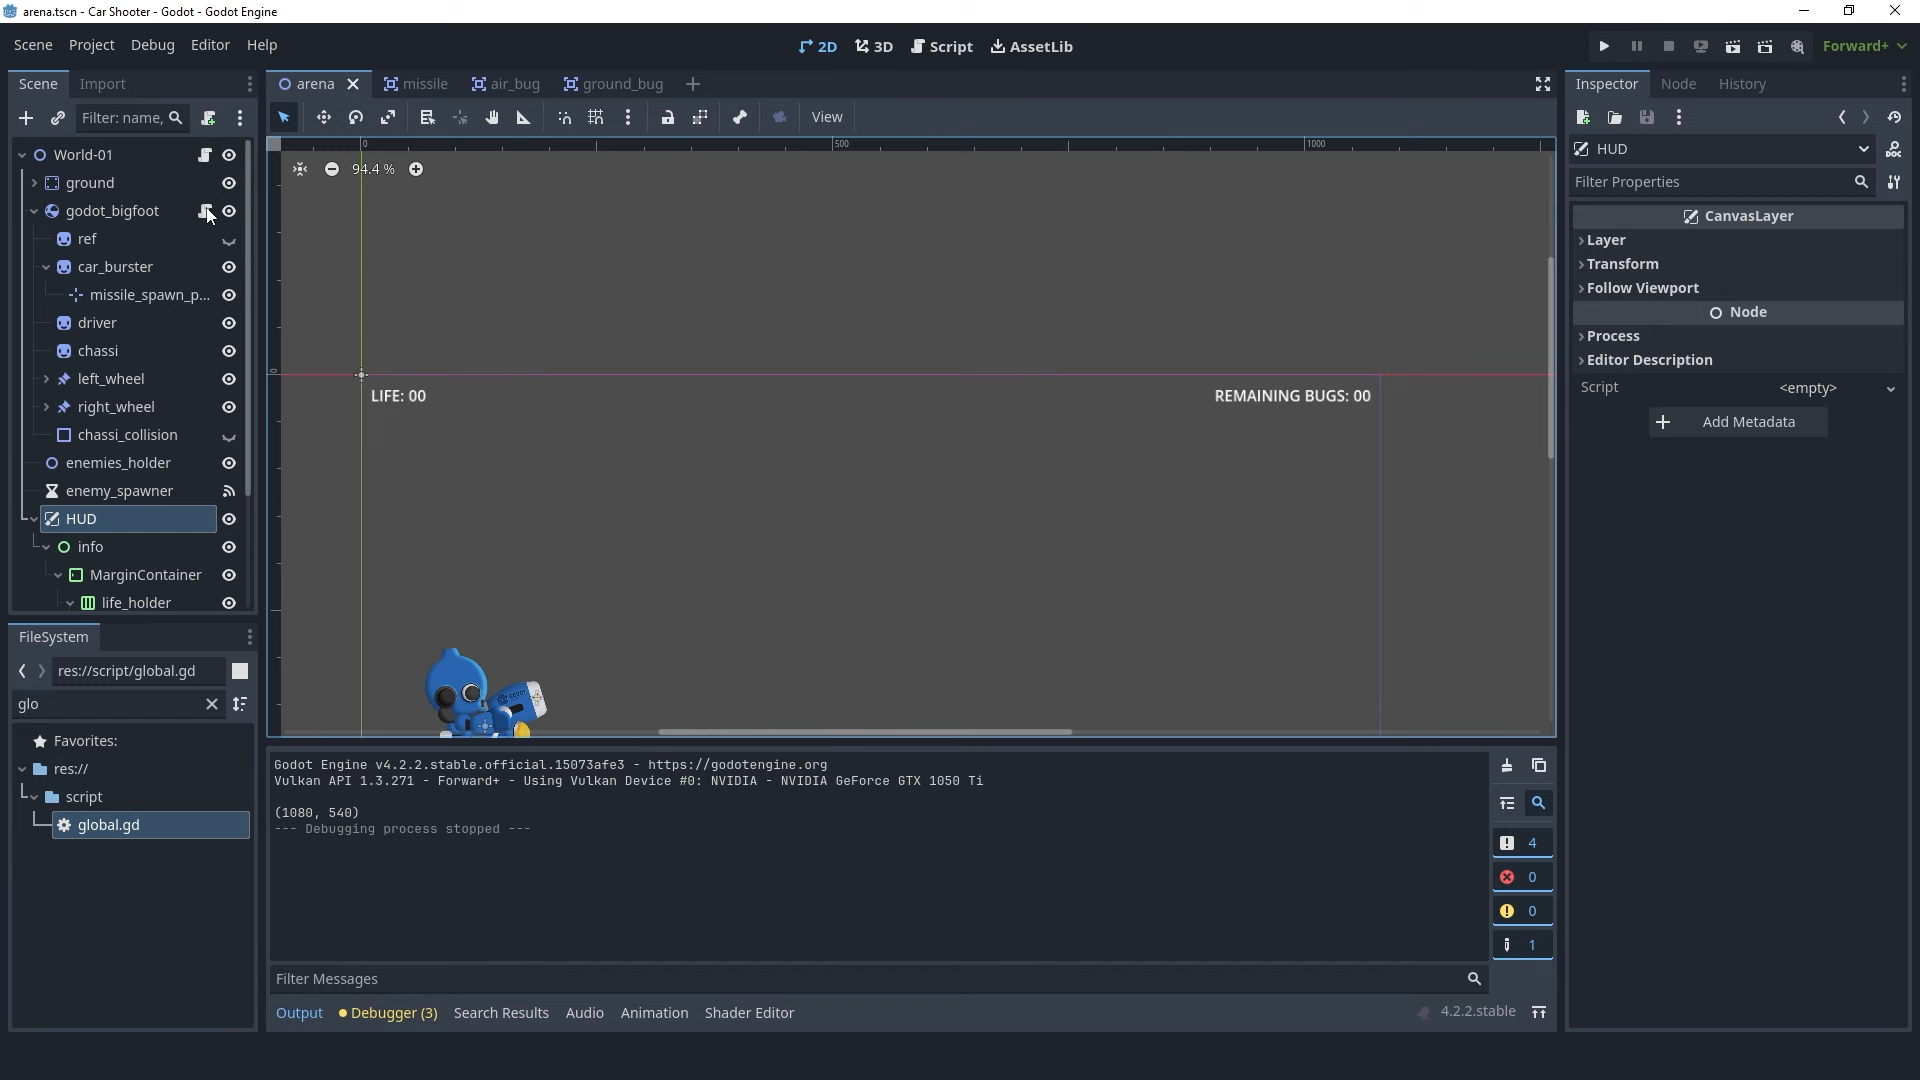 arena.tscn - Car Shooter - Godot - Godot Engine
Scene Project Debug Editor Help
2D 3D Script AssetLib
Forward+
Scene Import
arena missile air_bug ground_bug
Inspector Node History
Filter: name,
View
World-01
ground
godot_bigfoot
ref
car_burster
missile_spawn_p...
driver
chassi
left_wheel
right_wheel
chassi_collision
enemies_holder
enemy_spawner
HUD
info
MarginContainer
life_holder
0 500 1000
94.4 %
0
LIFE: 00 REMAINING BUGS: 00
HUD
Filter Properties
CanvasLayer
Layer
Transform
Follow Viewport
Node
Process
Editor Description
Script <empty>
Add Metadata
FileSystem
res://script/global.gd
glo
Favorites:
res://
script
global.gd
Godot Engine v4.2.2.stable.official.15073afe3 - https://godotengine.org
Vulkan API 1.3.271 - Forward+ - Using Vulkan Device #0: NVIDIA - NVIDIA GeForce GTX 1050 Ti
(1080, 540)
--- Debugging process stopped ---
4
0
0
1
Filter Messages
Output Debugger (3) Search Results Audio Animation Shader Editor
4.2.2.stable